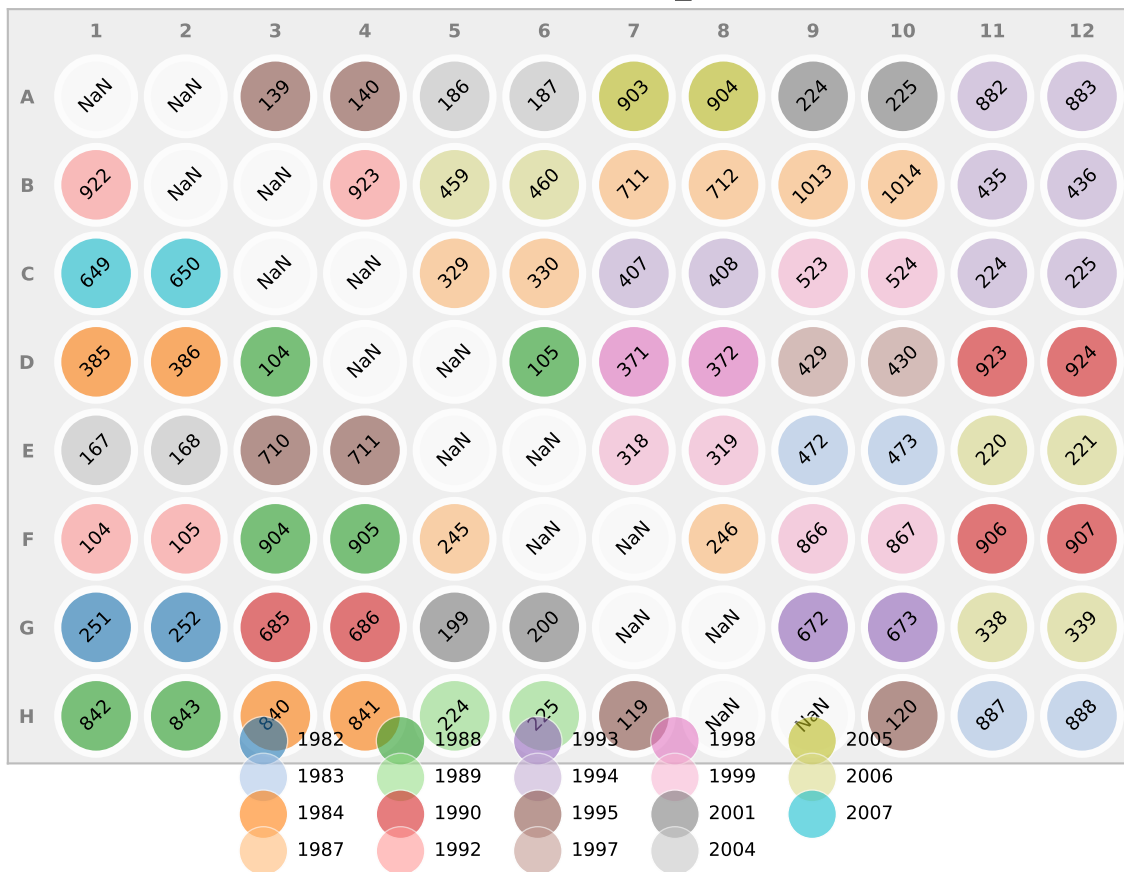 1 2 3 4 5 6 7 8 9 10 11 12
A NaN NaN 139 140 186 187 903 904 224 225 882 883
B 922 NaN NaN 923 459 460 711 712 1013 1014 435 436
C 649 650 NaN NaN 329 330 407 408 523 524 224 225
D 385 386 104 NaN NaN 105 371 372 429 430 923 924
E 167 168 710 711 NaN NaN 318 319 472 473 220 221
F 104 105 904 905 245 NaN NaN 246 866 867 906 907
G 251 252 685 686 199 200 NaN NaN 672 673 338 339
H 842 843 840 841 224 225 119 NaN NaN 120 887 888
1982 1988 1993 1998 2005
1983 1989 1994 1999 2006
1984 1990 1995 2001 2007
1987 1992 1997 2004